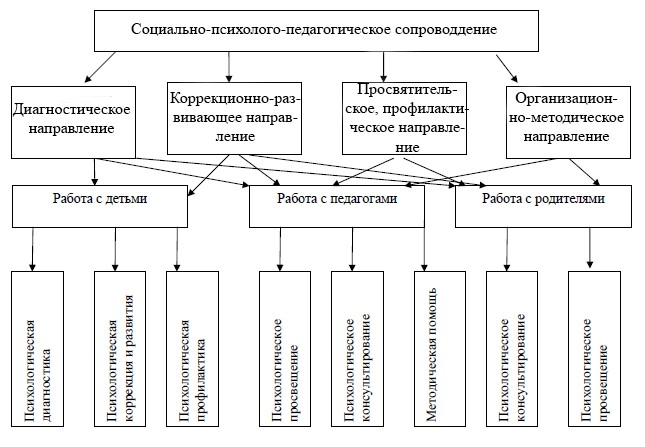 Социально-психолого-педагогическое сопроводдение
Диагностическое
направление
Коррекционно-раз-
вивающее направ-
ление
Просвятитель-
ское, профилакти-
ческое направле-
ние
Организацион-
но-методическое
направление
Работа с детьми
Работа с педагогами
Работа с родителями
Психологическая
диагностика
Психологическая
коррекция и развития
Психологическая
профилактика
Психологическое
просвещение
Психологическое
консультирование
Методическая помощь
Психологическое
консультирование
Психологическое
просвещение